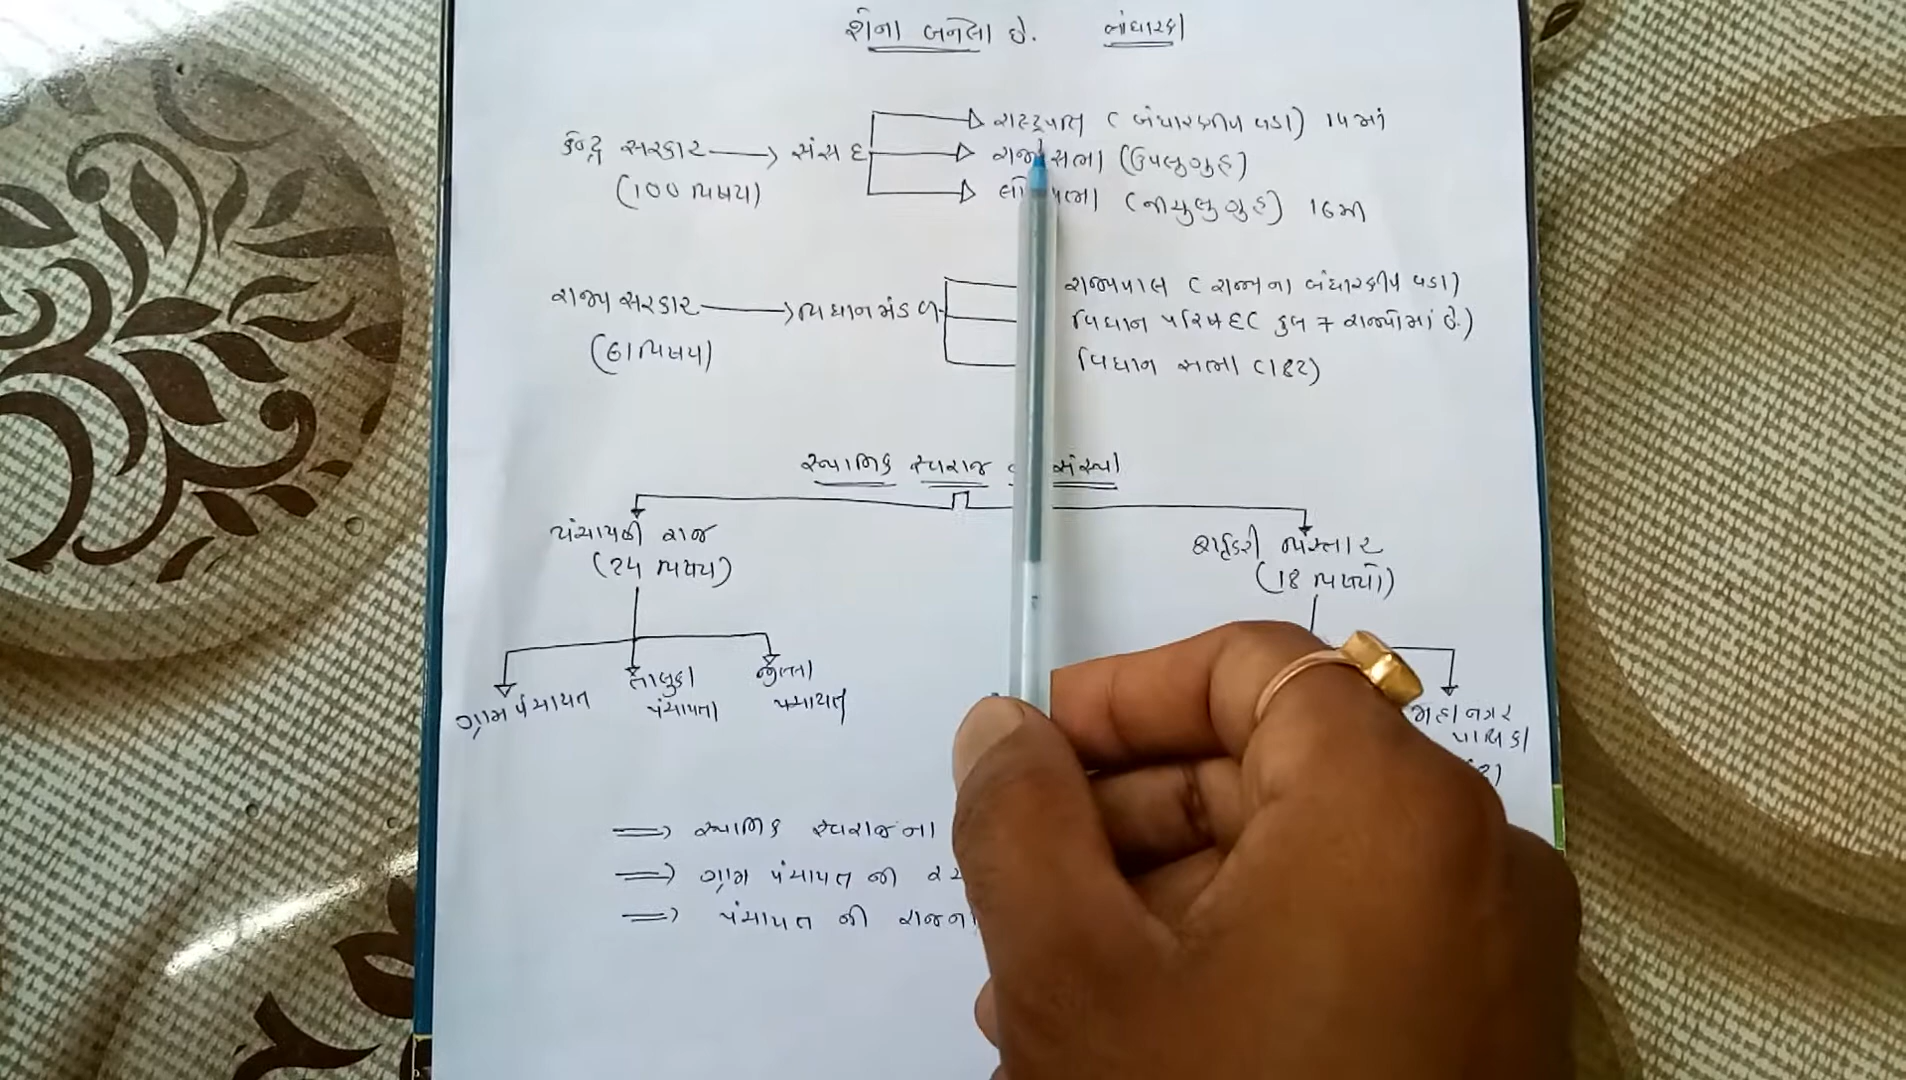 શેના બનેલા છે. બંધારણ
કેન્દ્ર સરકાર → સંસદ
(100 વિષય)
રાષ્ટ્રપતિ (બંધારણીય વડા) 14માં
રાજ્યસભા (ઉપલુગૃહ)
(નીચુલુ ગૃહ) 16મી
રાજ્ય સરકાર → વિધાનમંડળ
(61 વિષય)
રાજ્યપાલ (રાજ્યના બંધારણીય વડા)
વિધાન પરિષદ (કુલ 7 રાજ્યોમાં છે.)
વિધાન સભા (182)
સ્થાનિક સ્વરાજ સંસ્થા
પંચાયતી રાજ
(24 વિષય)
શહેરી વિસ્તાર
(18 વિષયો)
ગ્રામ પંચાયત
તાલુકા
પંચાયત
જીલ્લા
પંચાયત
મહાનગર
પાલિકા
⇒ સ્થાનિક સ્વરાજના
⇒ ગ્રામ પંચાયત ની
⇒ પંચાયત ની